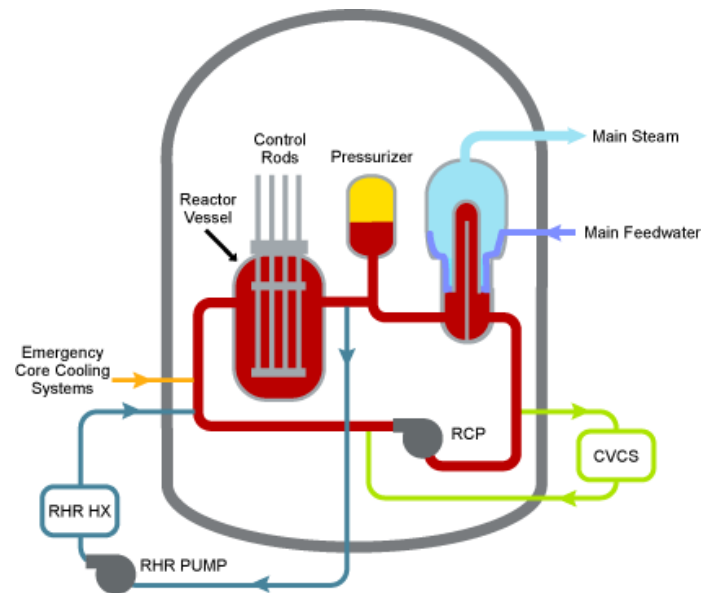 Control
Rods
Pressurizer
Main Steam
Reactor
Vessel
Main Feedwater
Emergency
Core Cooling
Systems
RCP
CVCS
RHR HX
RHR PUMP